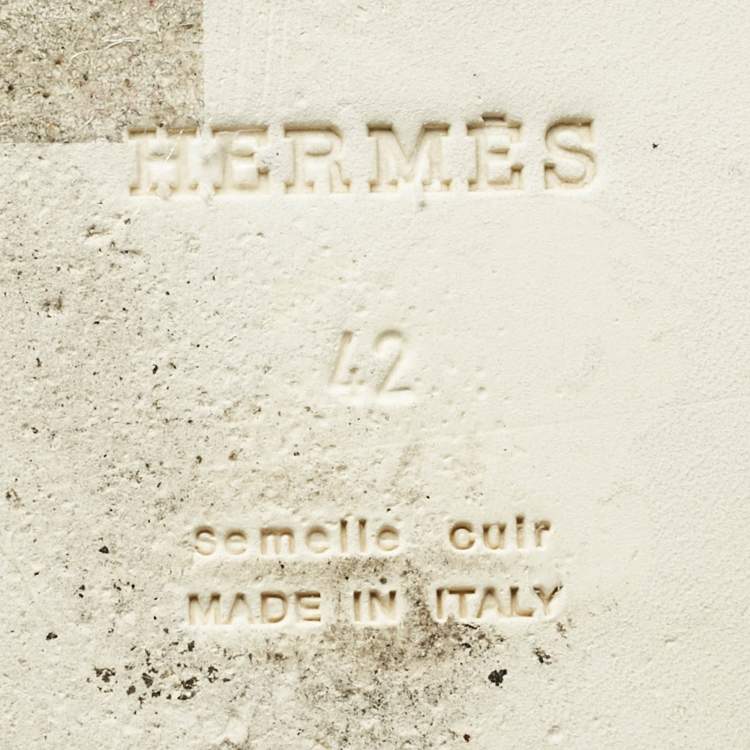 HERMÈS
42
semelle cuir
MADE IN ITALY